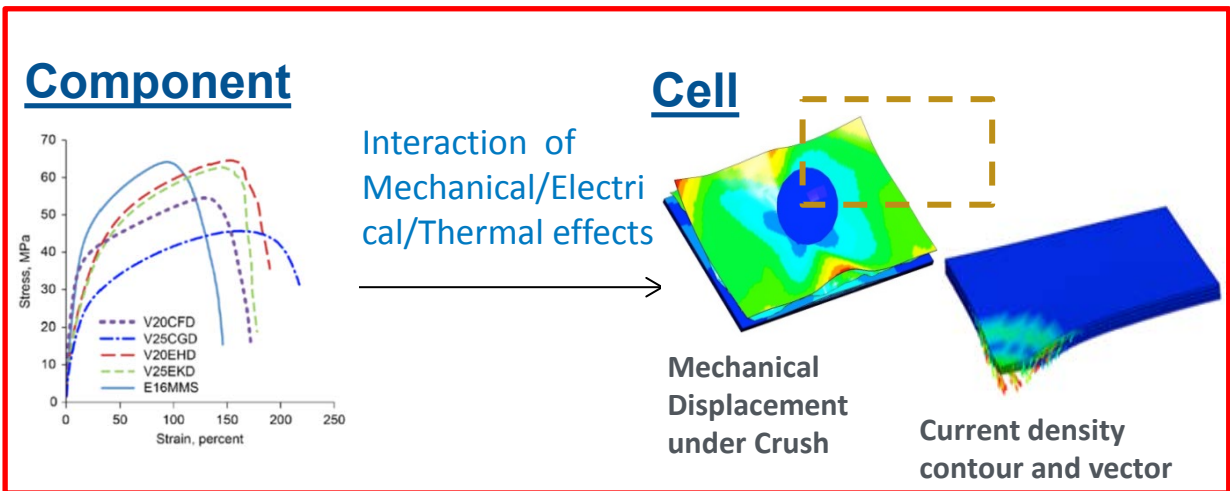 Component
Cell
Interaction of
Mechanical/Electri
cal/Thermal effects
70
60
50
40
30
20
10
0
Stress, MPa
V20CFD
V25CGD
V20EHD
V25EKD
E16MMS
0 50 100 150 200 250
Strain, percent
Mechanical
Displacement
under Crush
Current density
contour and vector